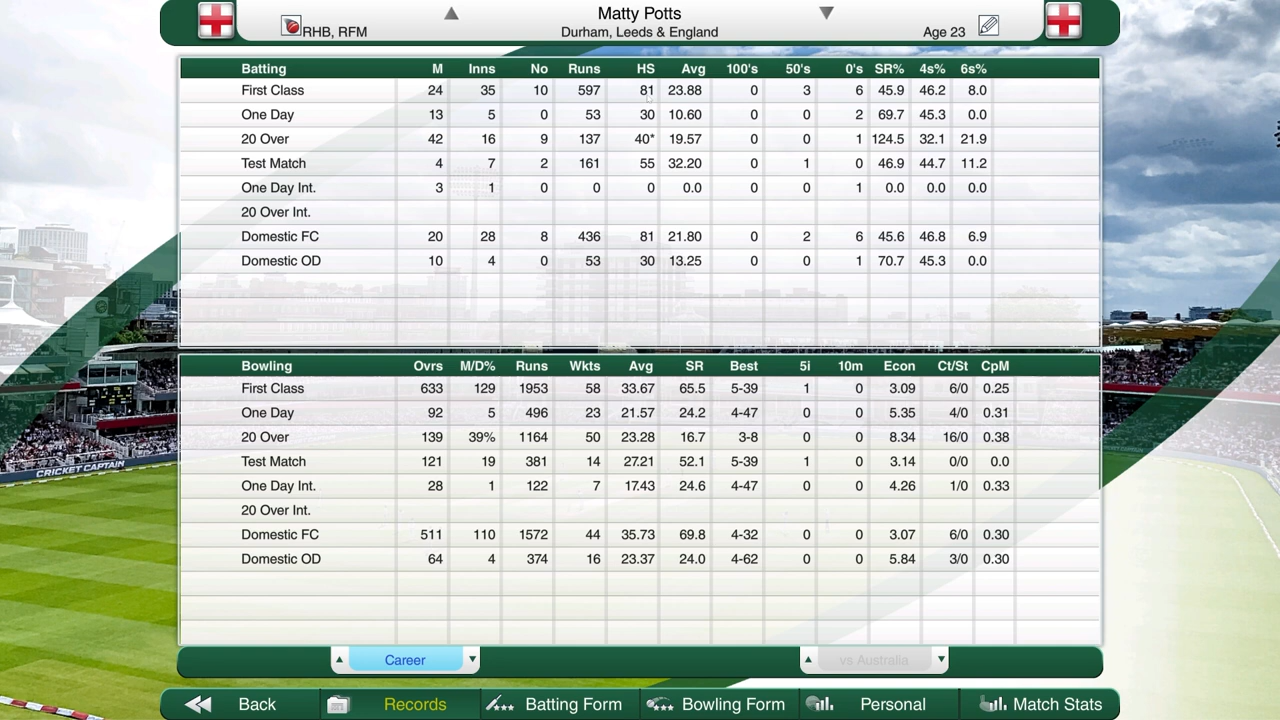 Matty Potts
RHB, RFM
Durham, Leeds & England
Age 23
Batting M Inns No Runs HS Avg 100's 50's 0's SR% 4s% 6s%
First Class 24 35 10 597 81 23.88 0 3 6 45.9 46.2 8.0
One Day 13 5 0 53 30 10.60 0 0 2 69.7 45.3 0.0
20 Over 42 16 9 137 40* 19.57 0 0 1 124.5 32.1 21.9
Test Match 4 7 2 161 55 32.20 0 1 0 46.9 44.7 11.2
One Day Int. 3 1 0 0 0 0.0 0 0 1 0.0 0.0 0.0
20 Over Int.
Domestic FC 20 28 8 436 81 21.80 0 2 6 45.6 46.8 6.9
Domestic OD 10 4 0 53 30 13.25 0 0 1 70.7 45.3 0.0
Bowling Ovrs M/D% Runs Wkts Avg SR Best 5i 10m Econ Ct/St CpM
First Class 633 129 1953 58 33.67 65.5 5-39 1 0 3.09 6/0 0.25
One Day 92 5 496 23 21.57 24.2 4-47 0 0 5.35 4/0 0.31
20 Over 139 39% 1164 50 23.28 16.7 3-8 0 0 8.34 16/0 0.38
Test Match 121 19 381 14 27.21 52.1 5-39 1 0 3.14 0/0 0.0
One Day Int. 28 1 122 7 17.43 24.6 4-47 0 0 4.26 1/0 0.33
20 Over Int.
Domestic FC 511 110 1572 44 35.73 69.8 4-32 0 0 3.07 6/0 0.30
Domestic OD 64 4 374 16 23.37 24.0 4-62 0 0 5.84 3/0 0.30
CRICKET CAPTAIN
Career
vs Australia
Back
Records
Batting Form
Bowling Form
Personal
Match Stats